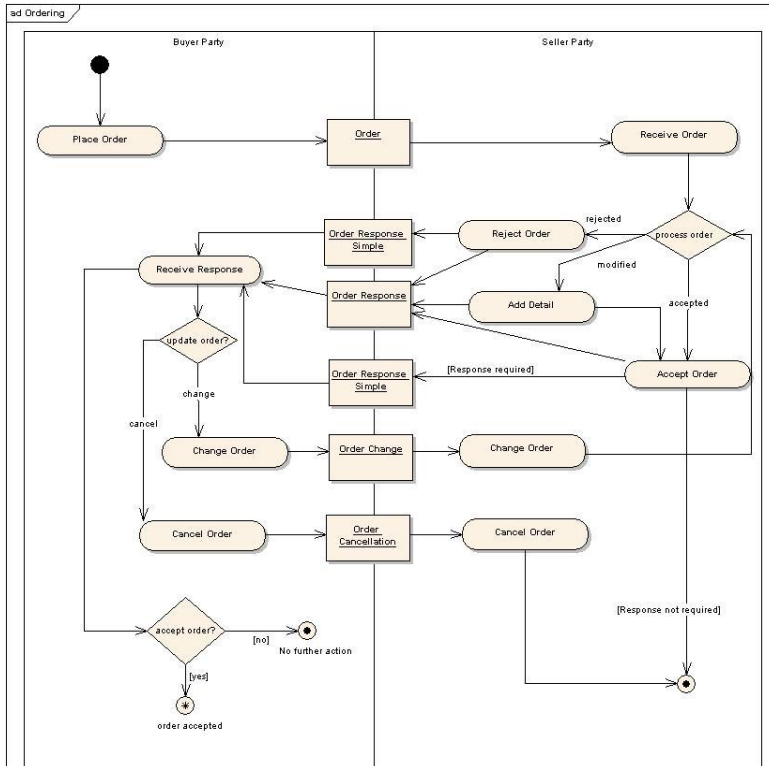 ad Ordering
Buyer Party
Seller Party
Place Order
Order
Receive Order
Order Response
Simple
Reject Order
rejected
process order
Receive Response
modified
Order Response
Add Detail
accepted
update order?
Order Response
Simple
[Response required]
Accept Order
change
cancel
Change Order
Order Change
Change Order
Cancel Order
Order
Cancellation
Cancel Order
[Response not required]
accept order?
[no]
No further action
[yes]
order accepted